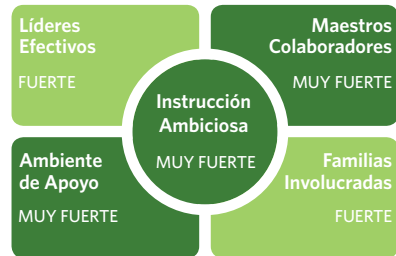 Líderes
Efectivos
FUERTE
Maestros
Colaboradores
MUY FUERTE
Instrucción
Ambiciosa
MUY FUERTE
Ambiente
de Apoyo
MUY FUERTE
Familias
Involucradas
FUERTE